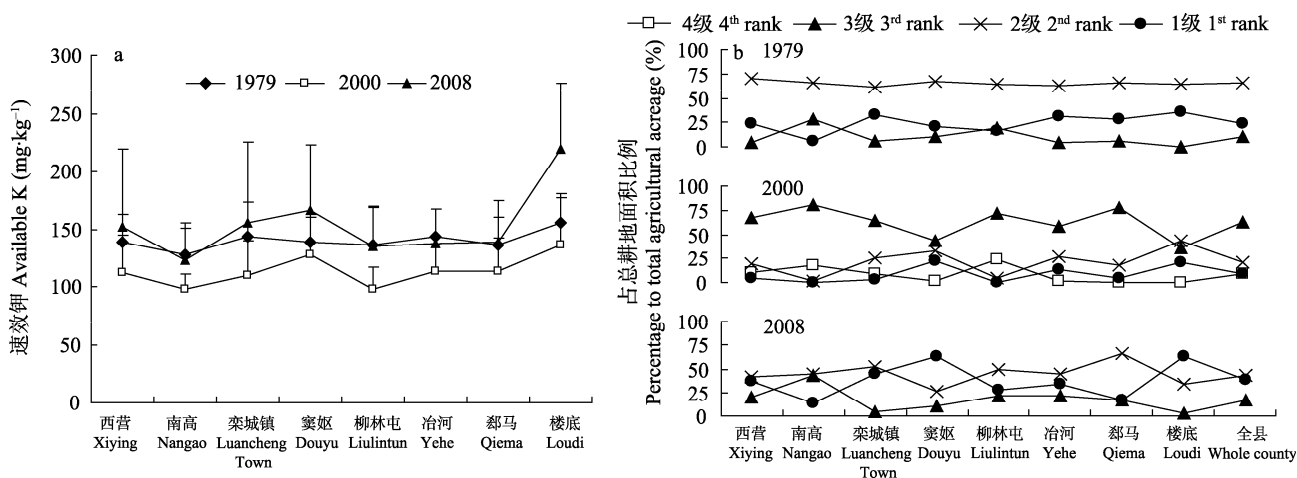 a
1979 2000 2008
速效钾 Available K (mg·kg⁻¹)
300
250
200
150
100
50
0
西营 南高 栾城镇 窦妪 柳林屯 冶河 郄马 楼底
Xiying Nangao Luancheng Douyu Liulintun Yehe Qiema Loudi
Town
4级 4th rank 3级 3rd rank 2级 2nd rank 1级 1st rank
占总耕地面积比例
Percentage to total agricultural acreage (%)
b 1979
100
75
50
25
0
2000
100
75
50
25
0
2008
100
75
50
25
0
西营 南高 栾城镇 窦妪 柳林屯 冶河 郄马 楼底 全县
Xiying Nangao Luancheng Douyu Liulintun Yehe Qiema Loudi Whole county
Town